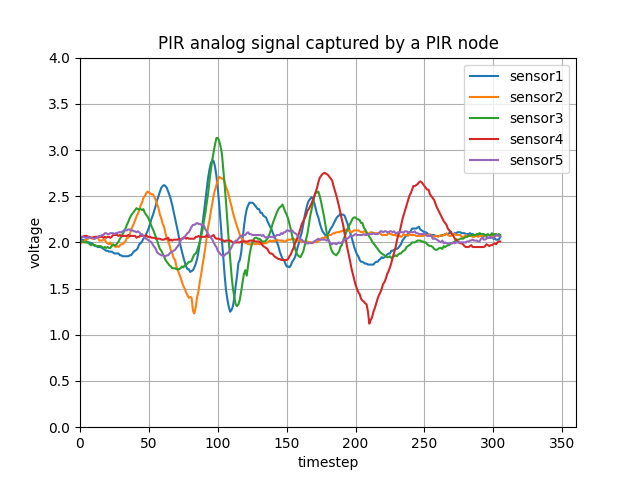 PIR analog signal captured by a PIR node
4.0
3.5
3.0
2.5
2.0
1.5
1.0
0.5
0.0
voltage
sensor1
sensor2
sensor3
sensor4
sensor5
0 50 100 150 200 250 300 350
timestep